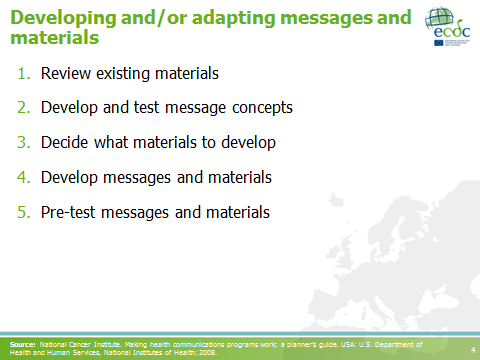 Developing and/or adapting messages and
materials
ecdc
1. Review existing materials
2. Develop and test message concepts
3. Decide what materials to develop
4. Develop messages and materials
5. Pre-test messages and materials
Source: National Cancer Institute. Making health communications programs work: a planner's guide. USA: U.S. Department of
Health and Human Services, National Institutes of Health; 2008.
4